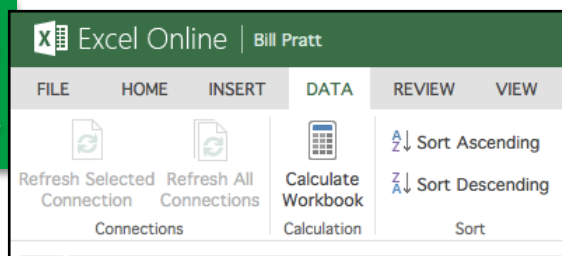 Excel Online | Bill Pratt
FILE HOME INSERT DATA REVIEW VIEW
Refresh Selected Connection
Refresh All Connections
Calculate Workbook
Sort Ascending
Sort Descending
Connections Calculation Sort